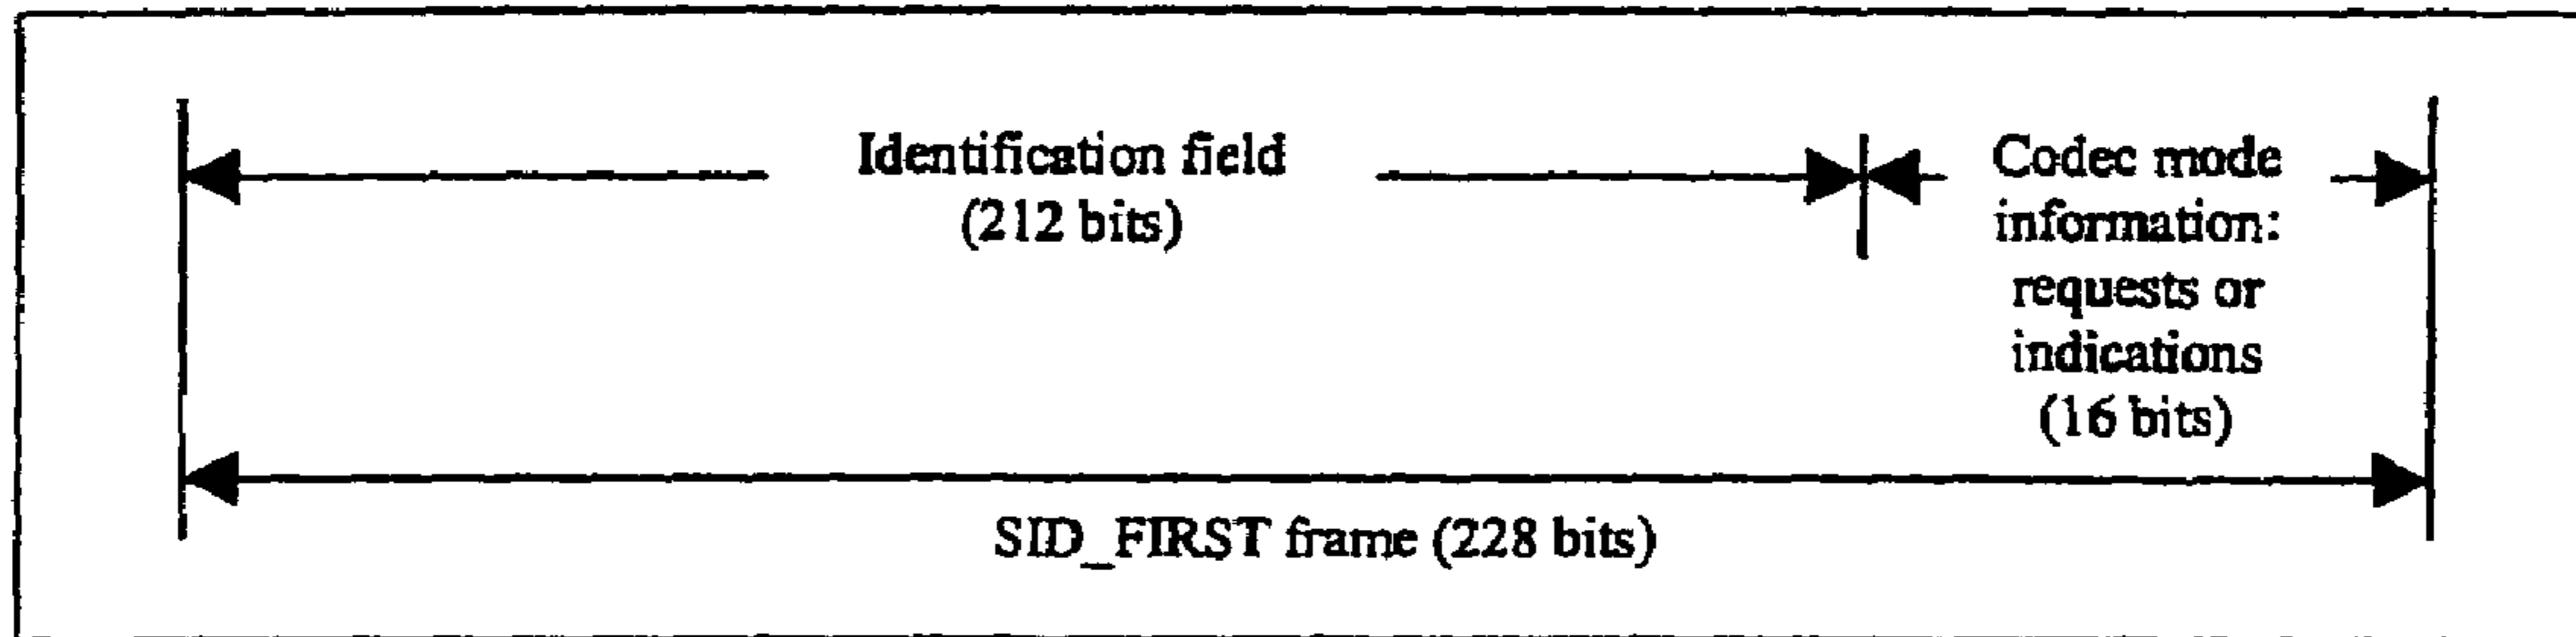 Identification field
(212 bits)
Codec mode
information:
requests or
indications
(16 bits)
SID_FIRST frame (228 bits)